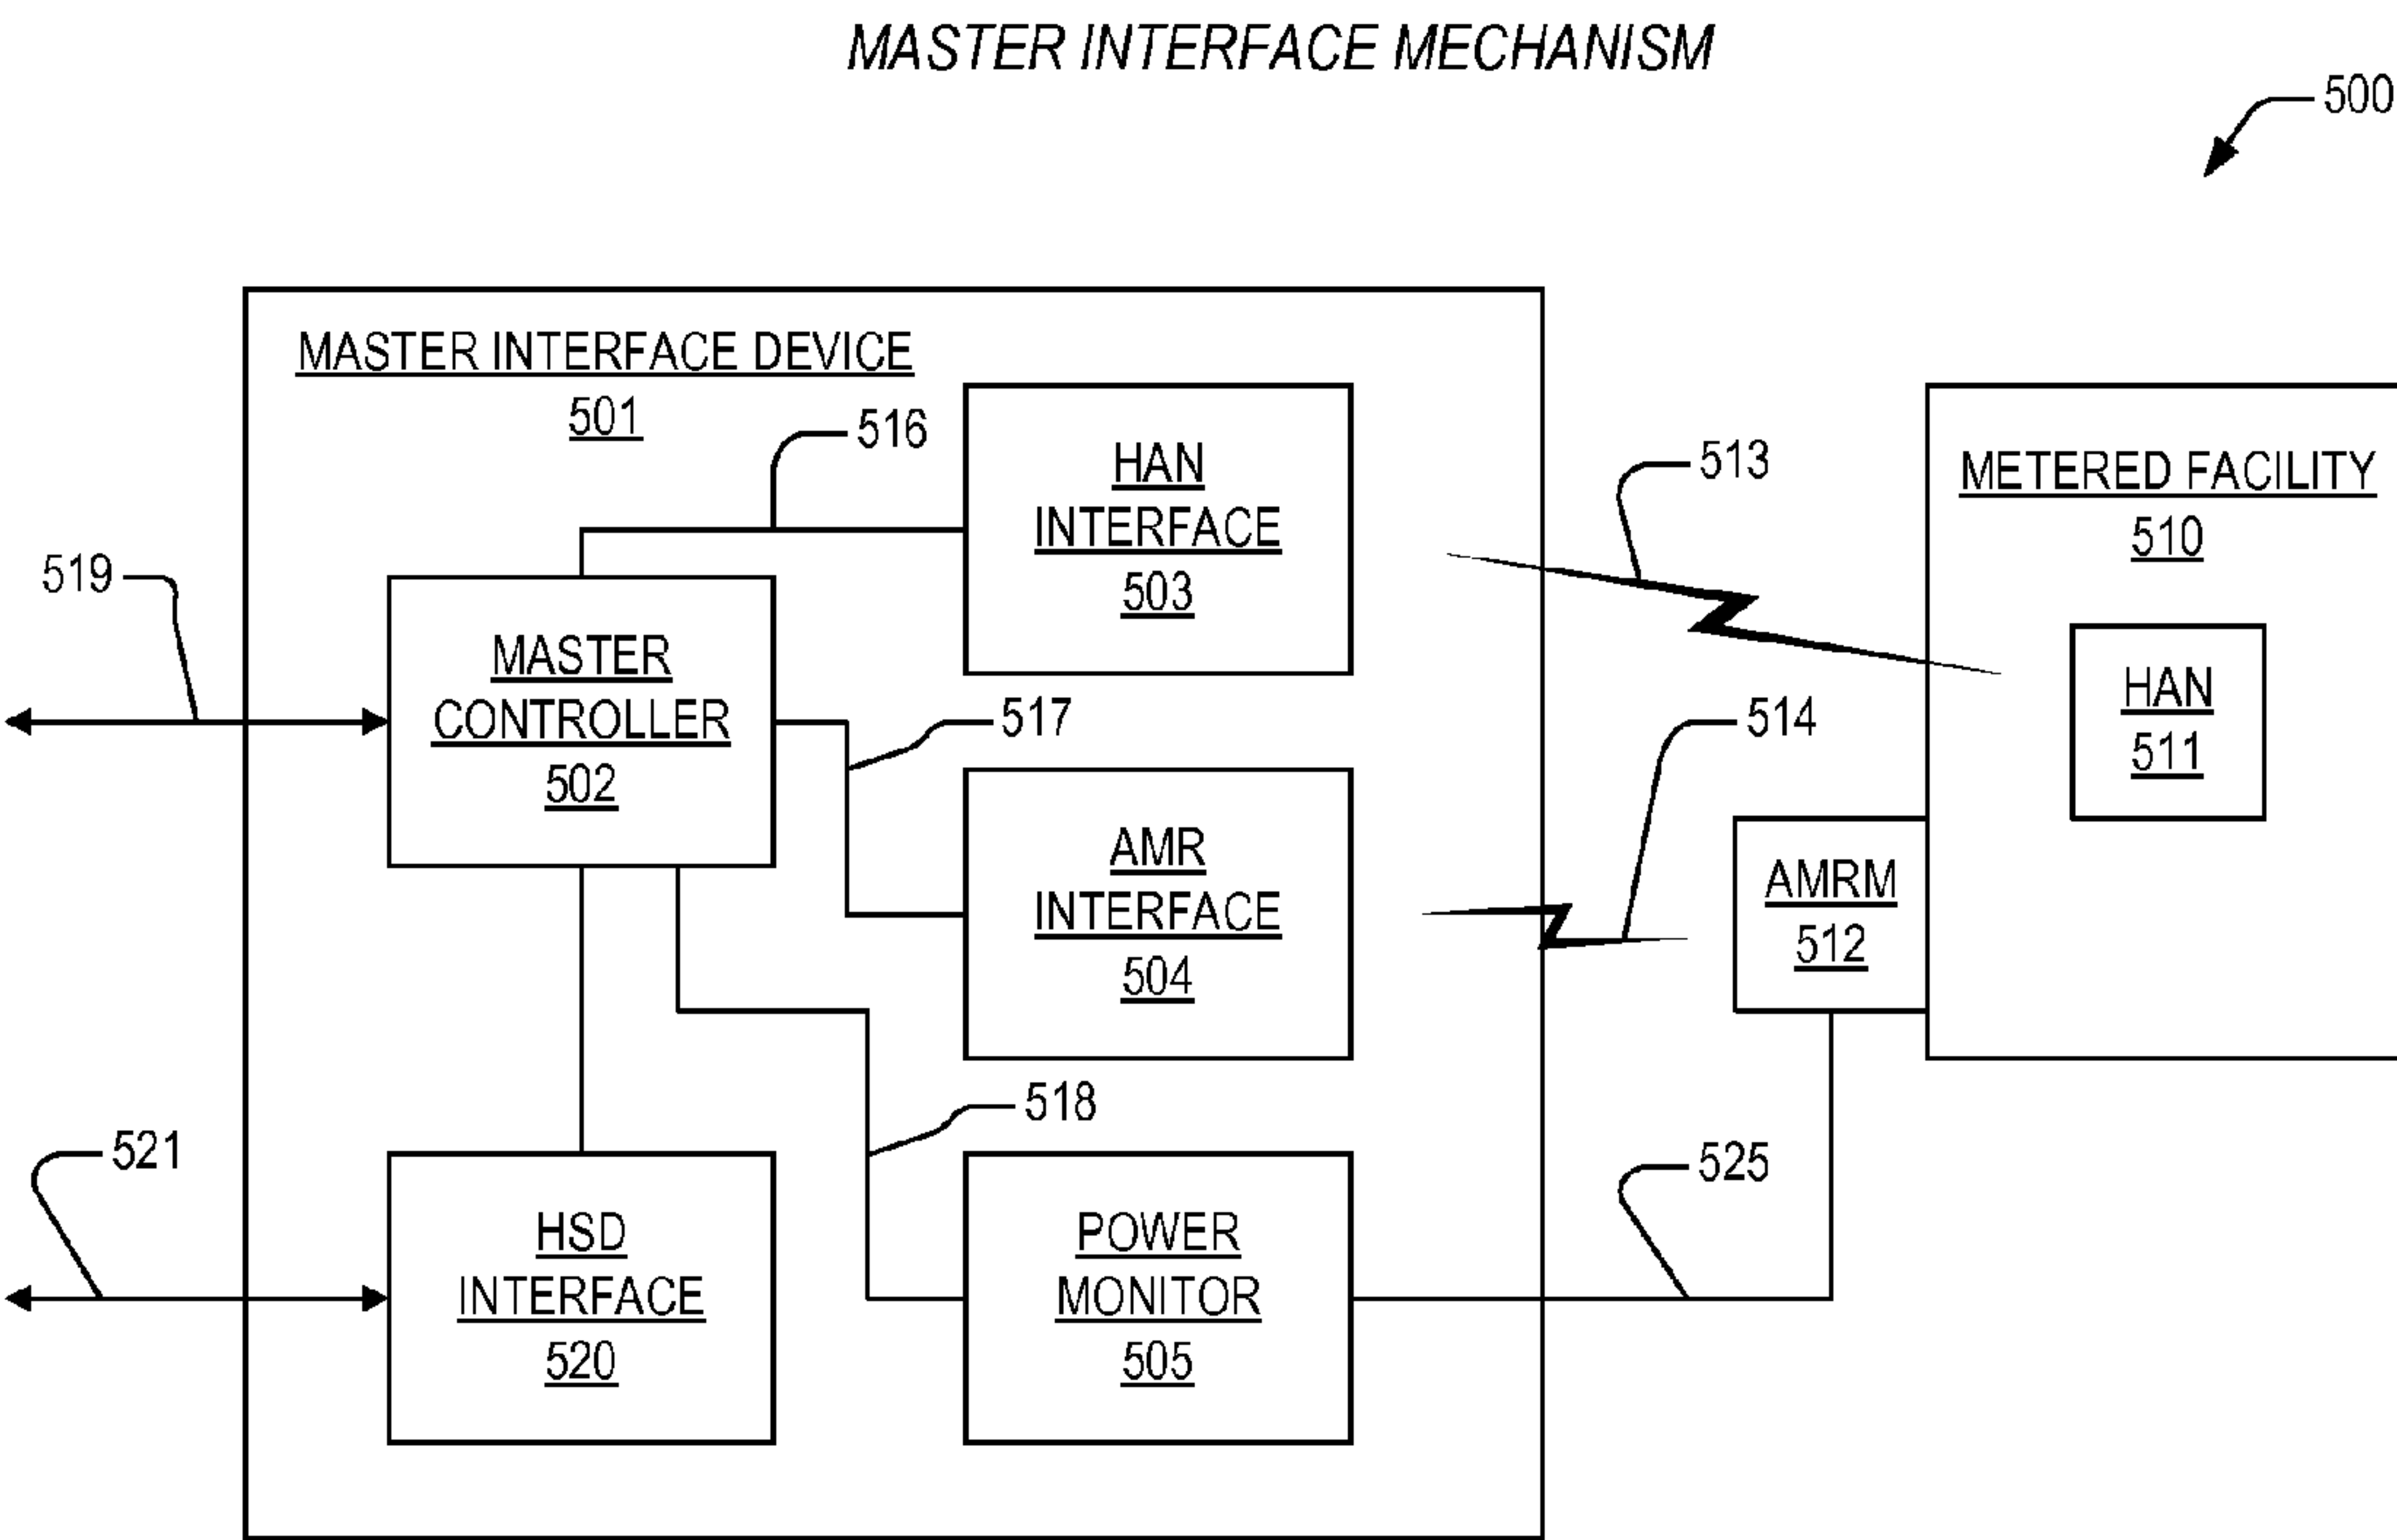 MASTER INTERFACE MECHANISM
500
MASTER INTERFACE DEVICE
501
516
HAN
INTERFACE
503
513
METERED FACILITY
510
HAN
511
519
MASTER
CONTROLLER
502
517
514
AMR
INTERFACE
504
AMRM
512
518
521
HSD
INTERFACE
520
POWER
MONITOR
505
525